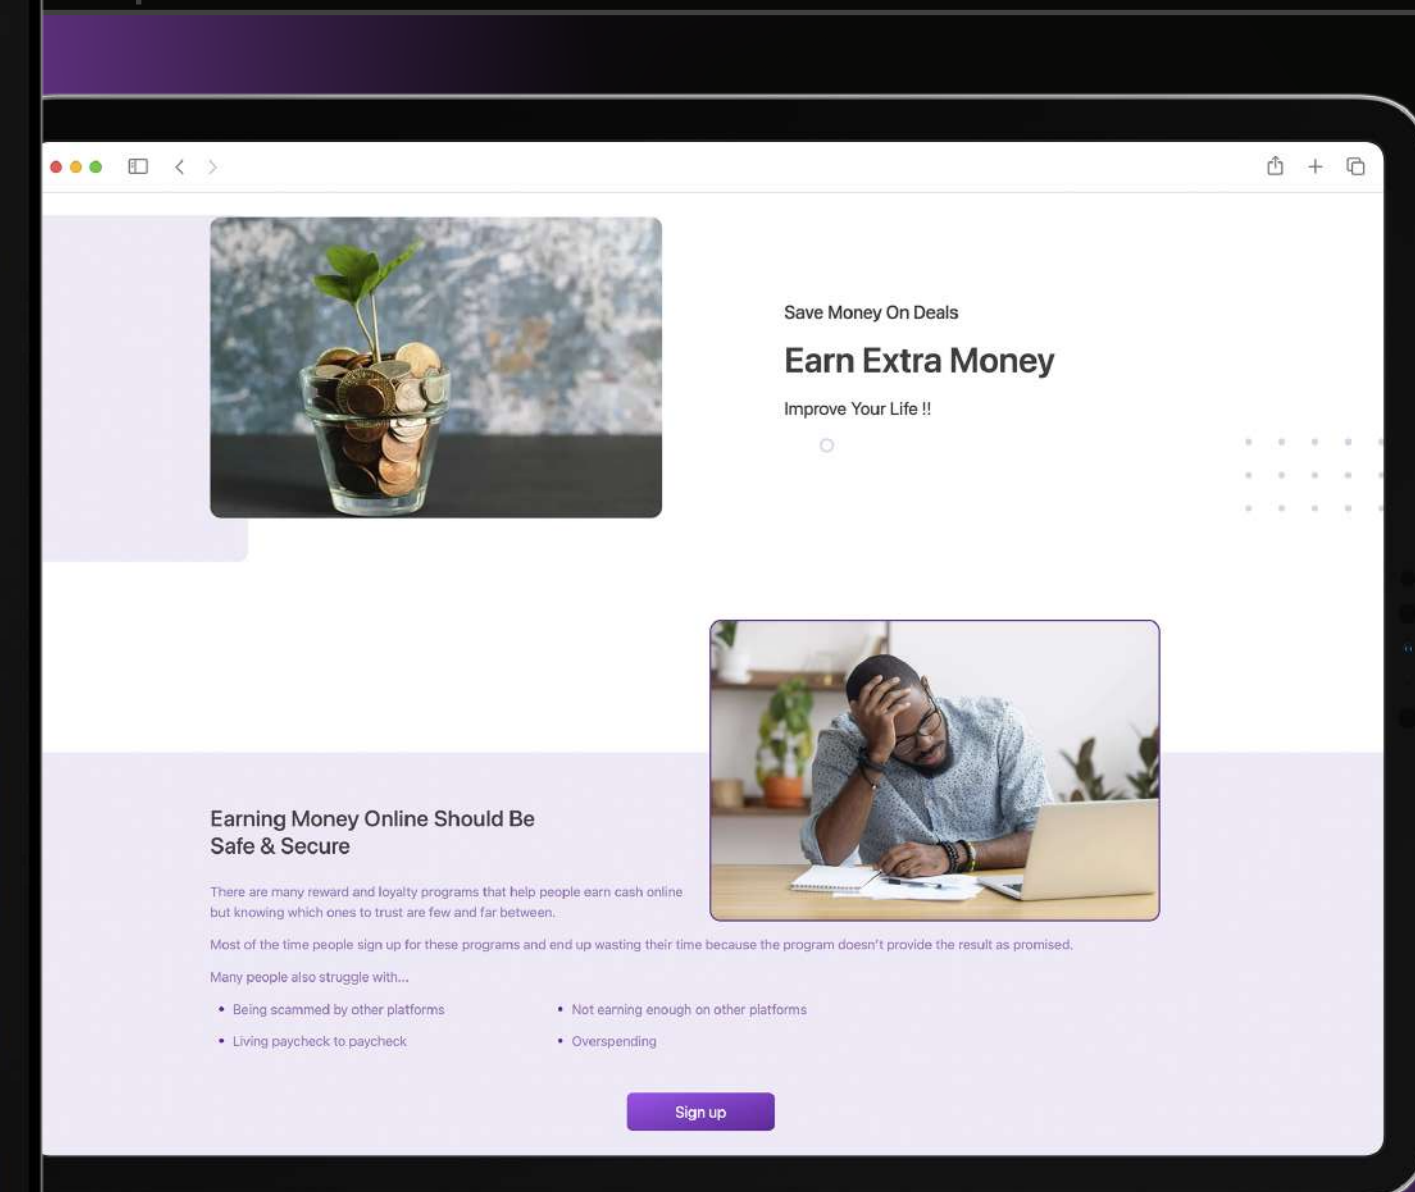 Save Money On Deals
Earn Extra Money
Improve Your Life !!
Earning Money Online Should Be
Safe & Secure
There are many reward and loyalty programs that help people earn cash online
but knowing which ones to trust are few and far between.
Most of the time people sign up for these programs and end up wasting their time because the program doesn't provide the result as promised.
Many people also struggle with...
• Being scammed by other platforms
• Not earning enough on other platforms
• Living paycheck to paycheck
• Overspending
Sign up